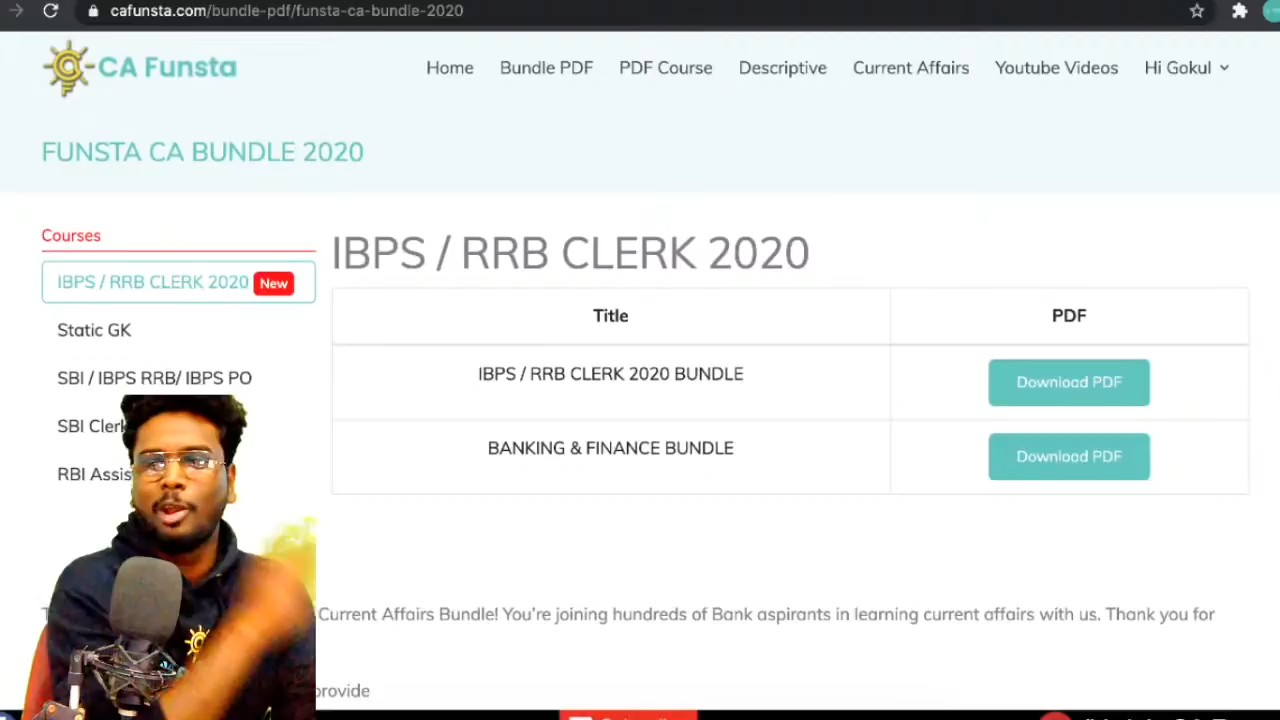 cafunsta.com/bundle-pdf/funsta-ca-bundle-2020
CA Funsta
Home Bundle PDF PDF Course Descriptive Current Affairs Youtube Videos Hi Gokul
FUNSTA CA BUNDLE 2020
Courses
IBPS / RRB CLERK 2020 New
Static GK
SBI / IBPS RRB/ IBPS PO
SBI Clerk
RBI Assis
IBPS / RRB CLERK 2020
Title PDF
IBPS / RRB CLERK 2020 BUNDLE Download PDF
BANKING & FINANCE BUNDLE Download PDF
Current Affairs Bundle! You're joining hundreds of Bank aspirants in learning current affairs with us. Thank you for
provide